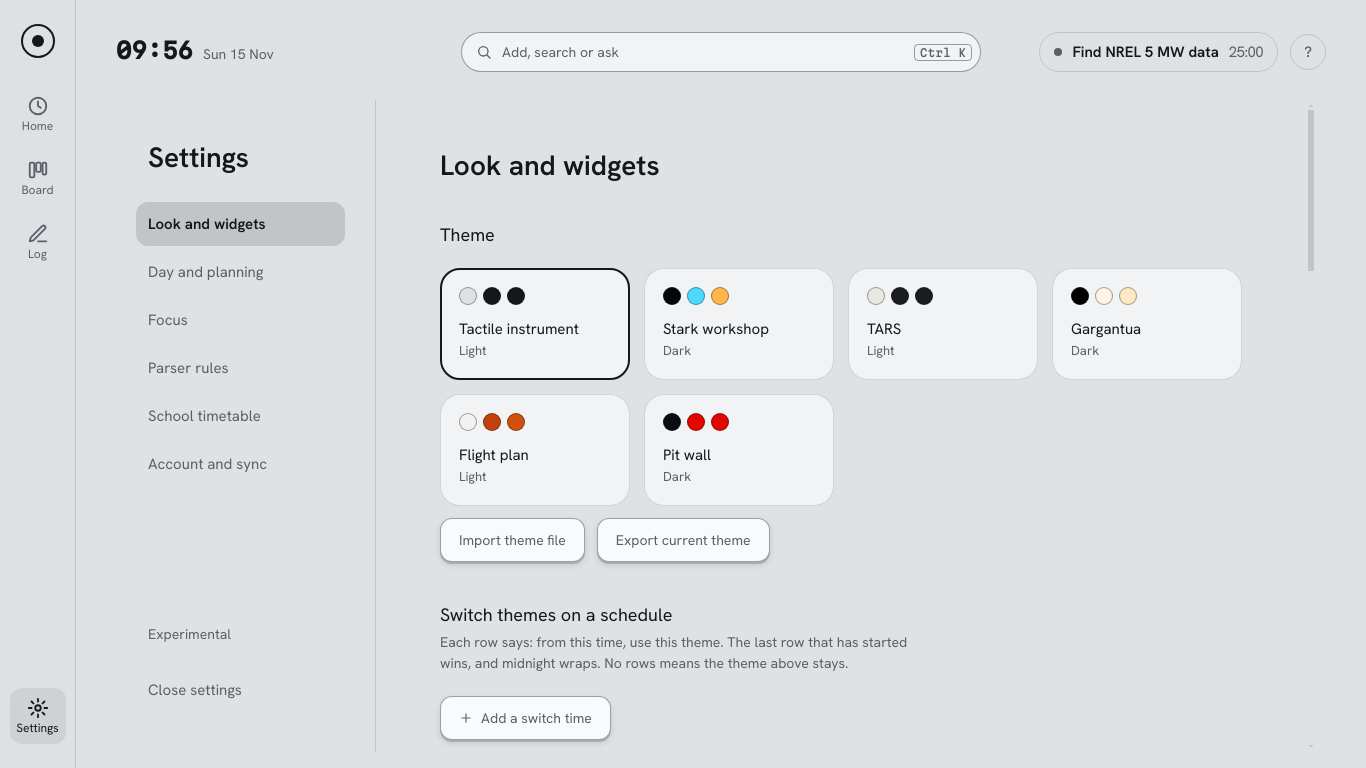 09:56 Sun 15 Nov
Add, search or ask
Ctrl K
Find NREL 5 MW data 25:00
?
Home
Board
Log
Settings
Settings
Look and widgets
Day and planning
Focus
Parser rules
School timetable
Account and sync
Experimental
Close settings
Look and widgets
Theme
Tactile instrument
Light
Stark workshop
Dark
TARS
Light
Gargantua
Dark
Flight plan
Light
Pit wall
Dark
Import theme file
Export current theme
Switch themes on a schedule
Each row says: from this time, use this theme. The last row that has started
wins, and midnight wraps. No rows means the theme above stays.
+ Add a switch time